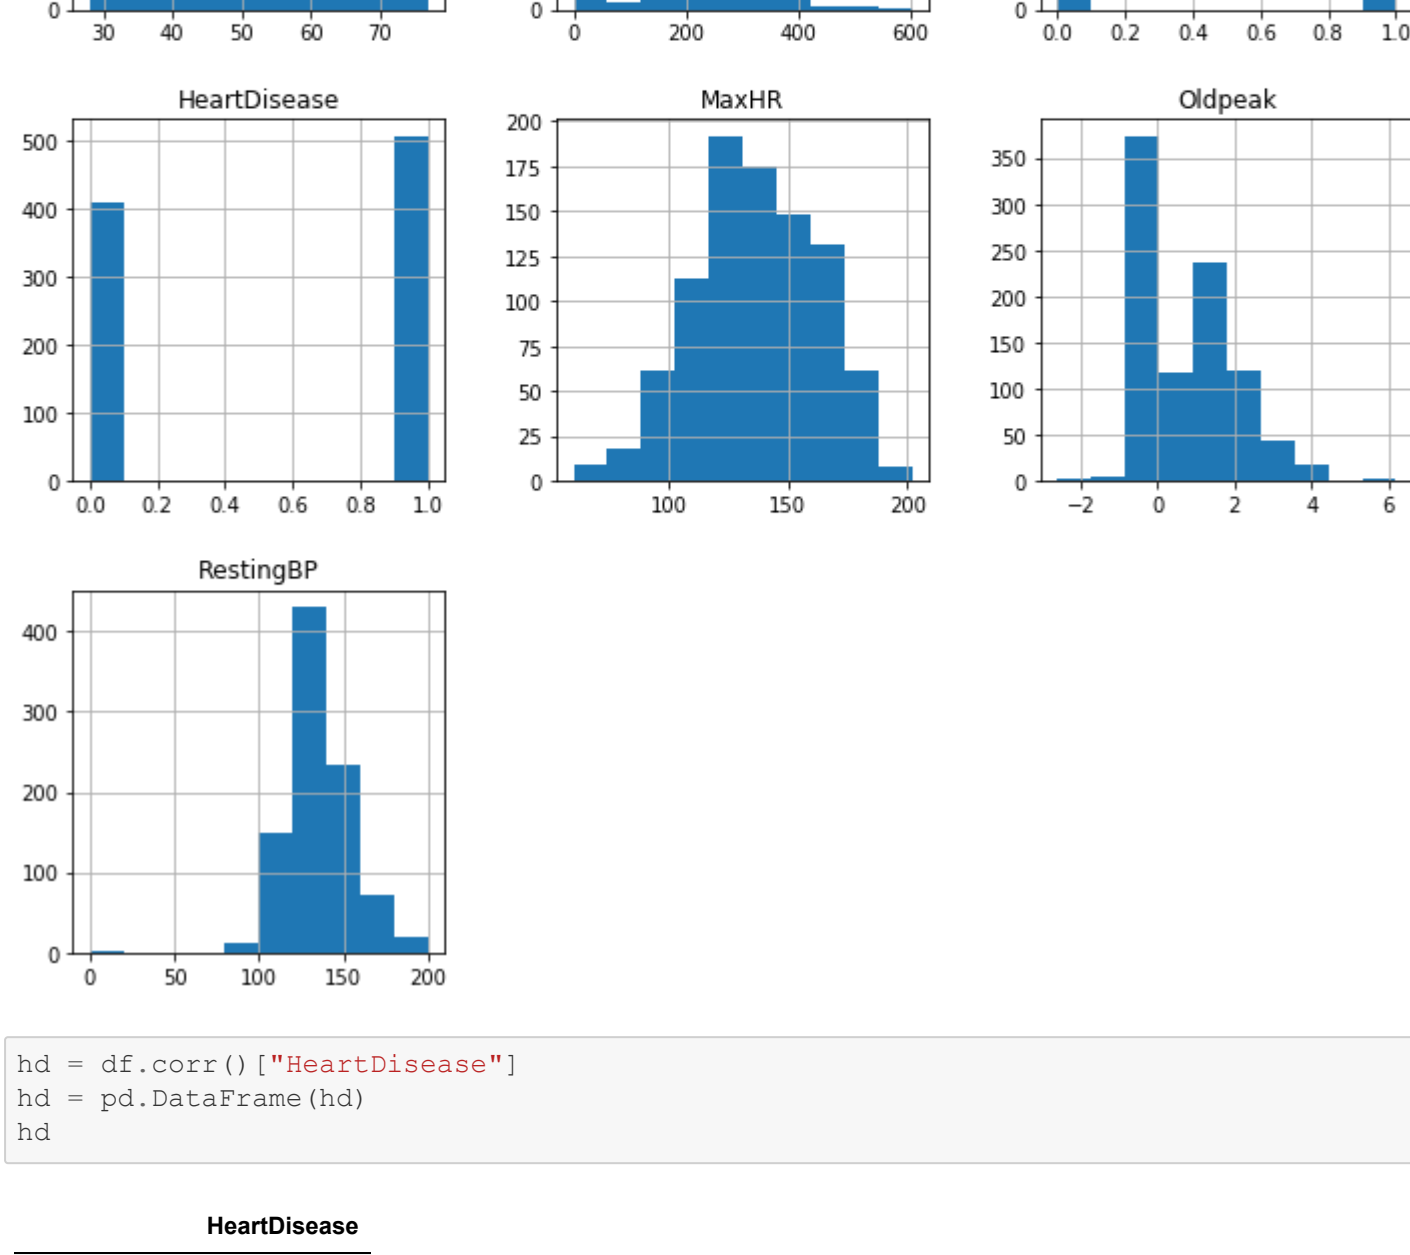 0 0 0
30 40 50 60 70 0 200 400 600 0.0 0.2 0.4 0.6 0.8 1.0
HeartDisease MaxHR Oldpeak
500
400
300
200
100
0
0.0 0.2 0.4 0.6 0.8 1.0
200
175
150
125
100
75
50
25
0
100 150 200
350
300
250
200
150
100
50
0
−2 0 2 4 6
RestingBP
400
300
200
100
0
0 50 100 150 200
hd = df.corr()["HeartDisease"]
hd = pd.DataFrame(hd)
hd
HeartDisease